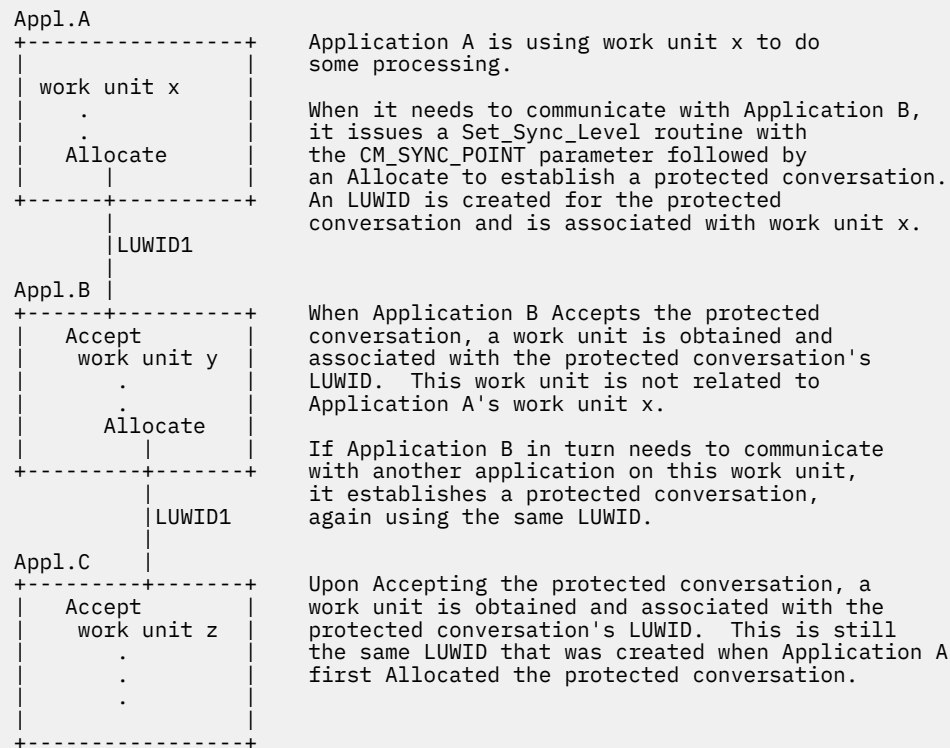 Appl.A
Application A is using work unit x to do
some processing.
work unit x
.
When it needs to communicate with Application B,
.
it issues a Set_Sync_Level routine with
Allocate
the CM_SYNC_POINT parameter followed by
an Allocate to establish a protected conversation.
An LUWID is created for the protected
conversation and is associated with work unit x.
LUWID1
Appl.B
When Application B Accepts the protected
Accept
conversation, a work unit is obtained and
work unit y
associated with the protected conversation's
.
LUWID. This work unit is not related to
.
Application A's work unit x.
Allocate
If Application B in turn needs to communicate
with another application on this work unit,
it establishes a protected conversation,
LUWID1
again using the same LUWID.
Appl.C
Upon Accepting the protected conversation, a
Accept
work unit is obtained and associated with the
work unit z
protected conversation's LUWID. This is still
.
the same LUWID that was created when Application A
.
first Allocated the protected conversation.
.